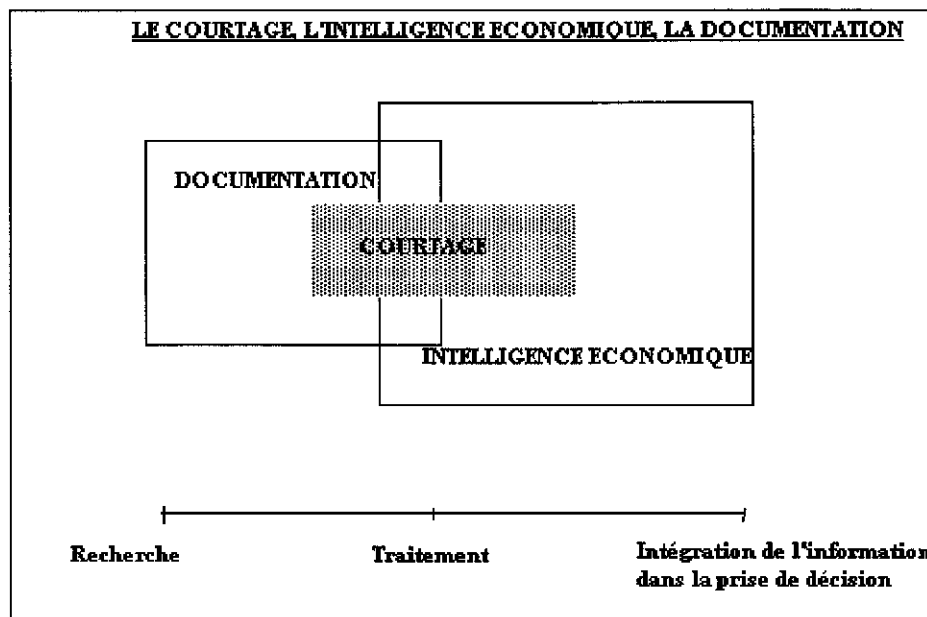 LE COURTAGE, L'INTELLIGENCE ECONOMIQUE, LA DOCUMENTATION
DOCUMENTATION
COURTAGE
INTELLIGENCE ECONOMIQUE
Recherche
Traitement
Intégration de l'information
dans la prise de décision